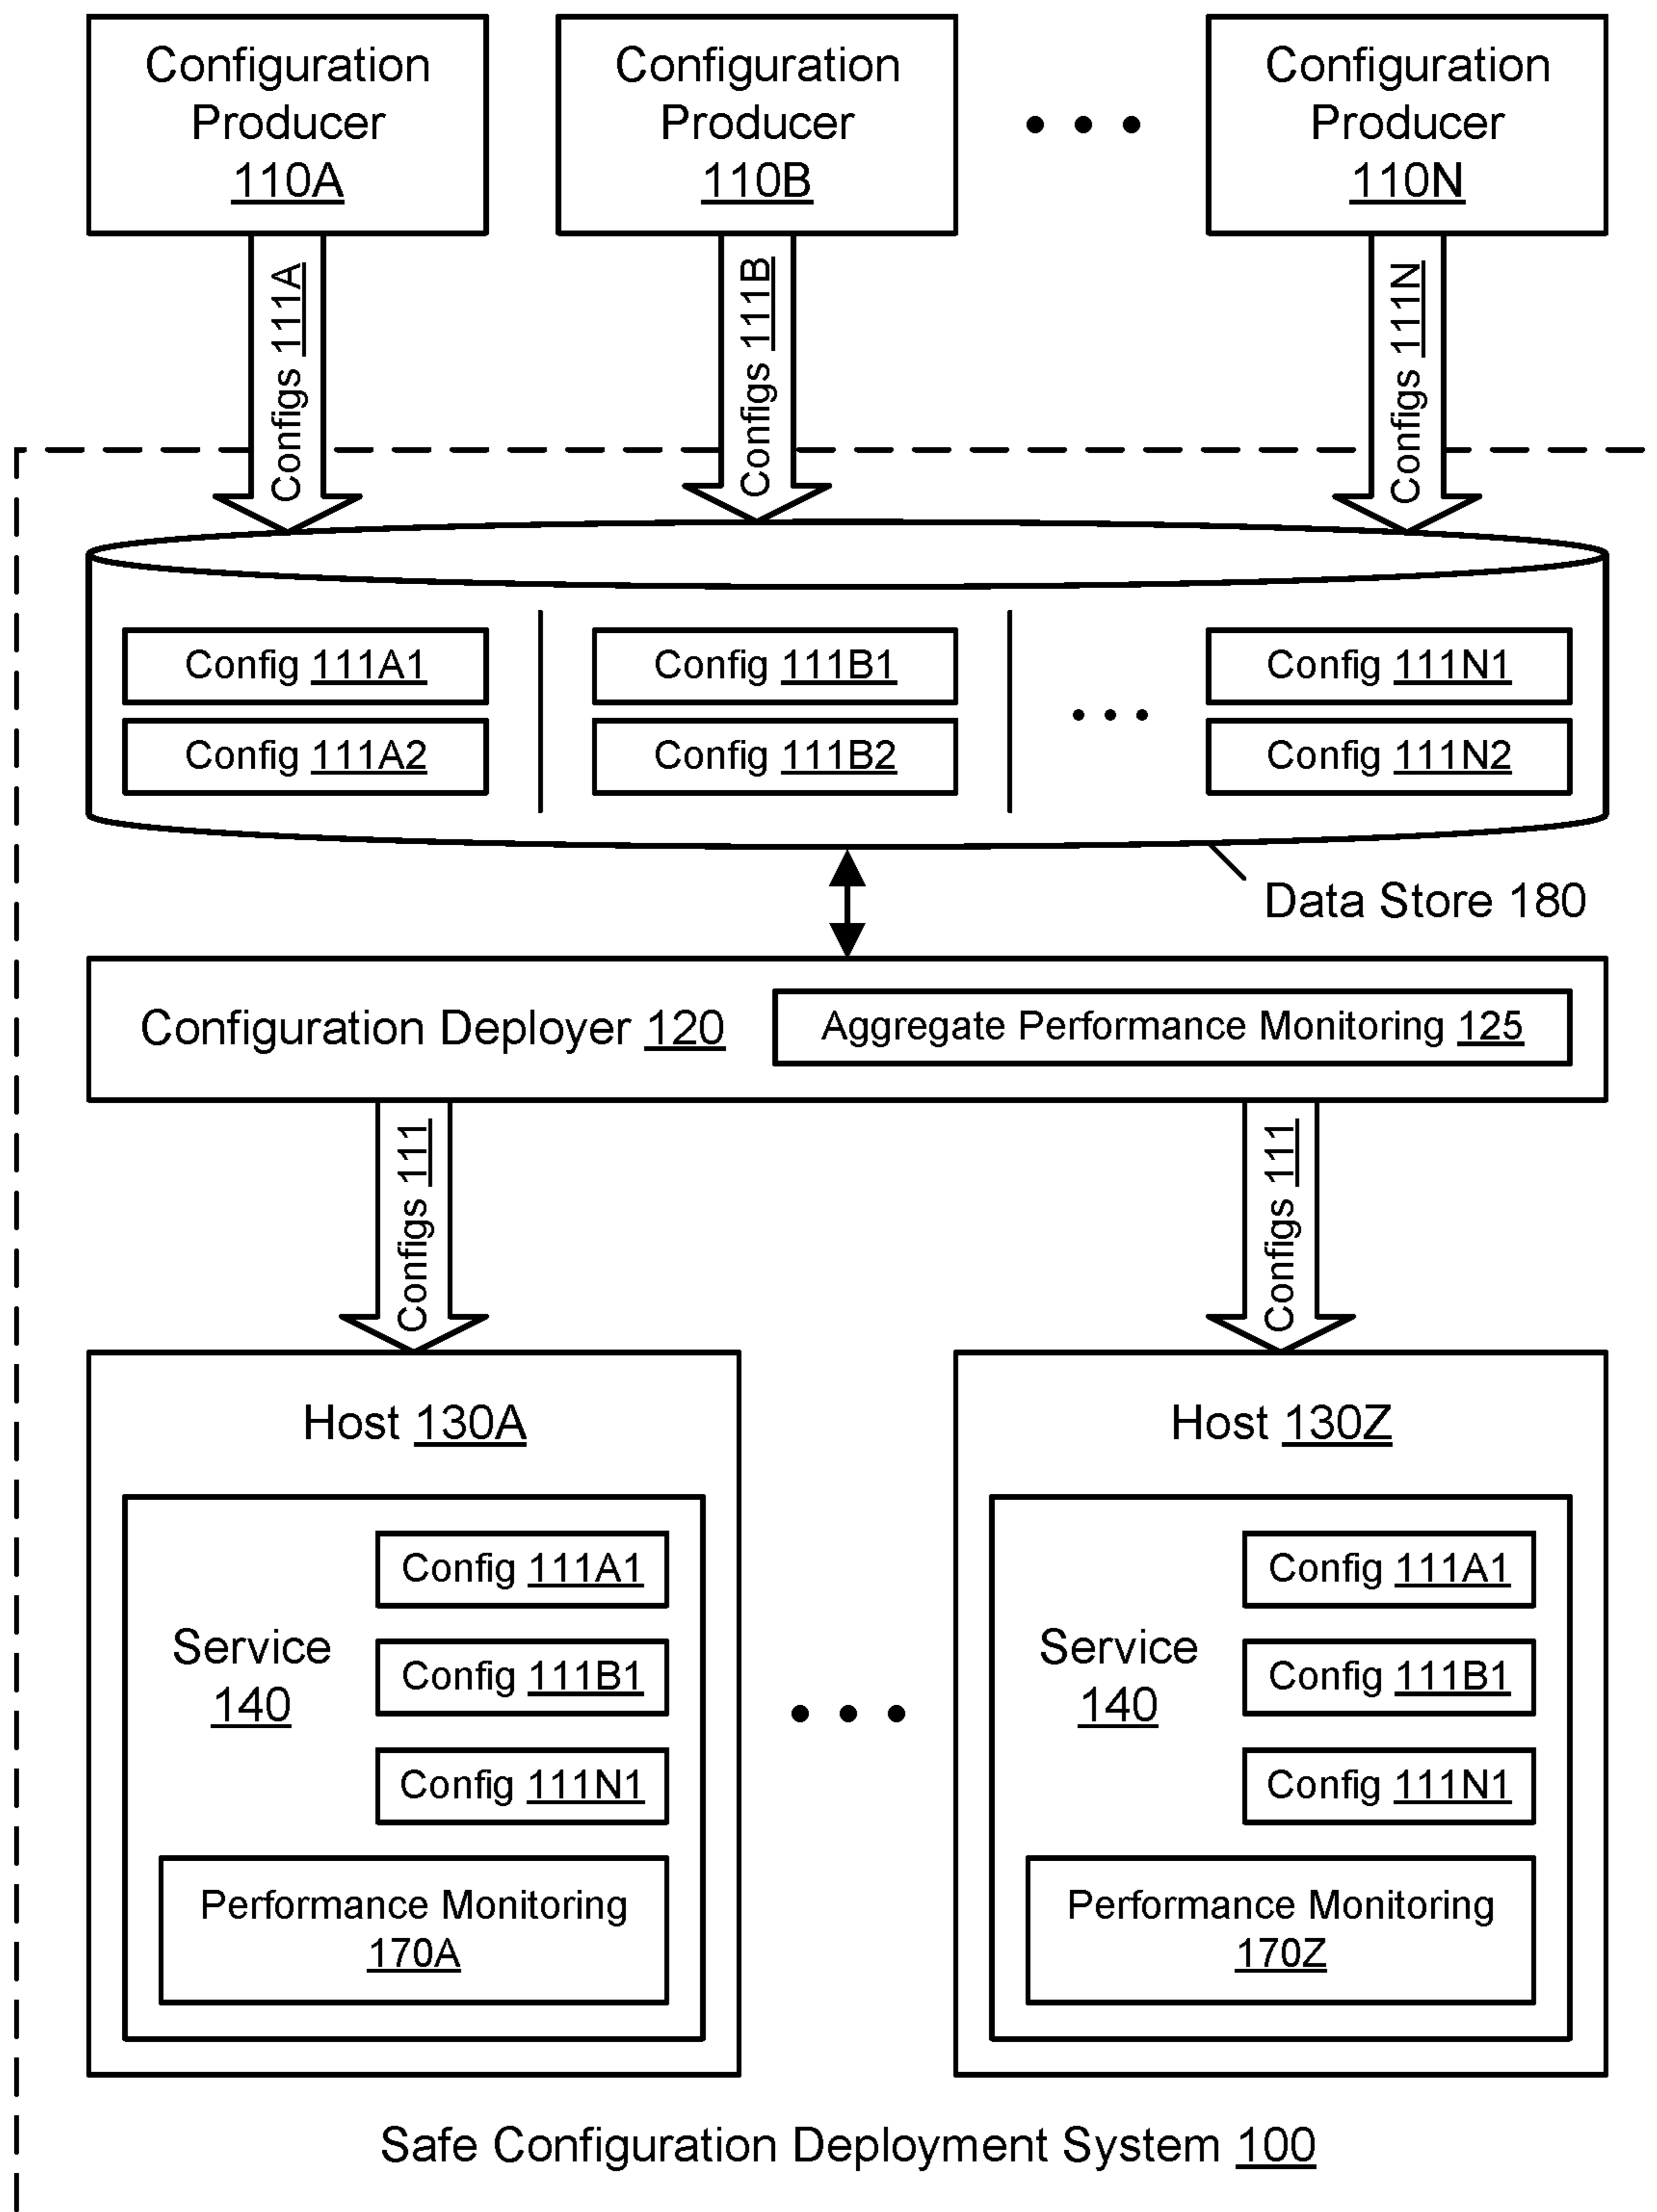 Configuration
Producer
110A
Configuration
Producer
110B
• • •
Configuration
Producer
110N
Configs 111A
Configs 111B
Configs 111N
Config 111A1
Config 111B1
Config 111N1
• • •
Config 111A2
Config 111B2
Config 111N2
Data Store 180
Configuration Deployer 120
Aggregate Performance Monitoring 125
Configs 111
Configs 111
Host 130A
Service
140
Config 111A1
Config 111B1
Config 111N1
Performance Monitoring
170A
• • •
Host 130Z
Service
140
Config 111A1
Config 111B1
Config 111N1
Performance Monitoring
170Z
Safe Configuration Deployment System 100